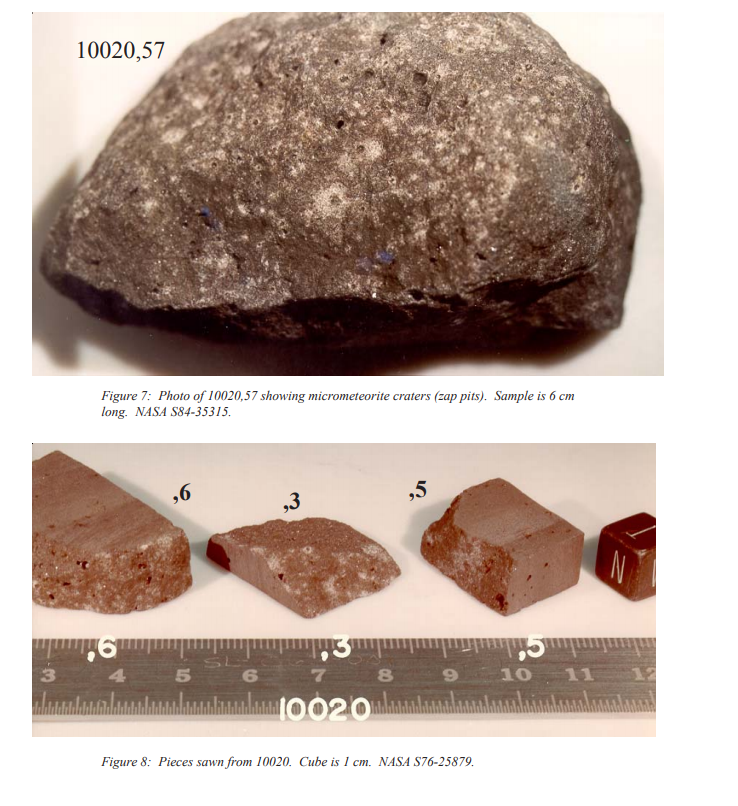 10020,57
Figure 7: Photo of 10020,57 showing micrometeorite craters (zap pits). Sample is 6 cm
long. NASA S84-35315.
,6 ,3 ,5
N
,6 ,3 ,5
3 4 5 6 7 8 9 10 11 12
10020
Figure 8: Pieces sawn from 10020. Cube is 1 cm. NASA S76-25879.